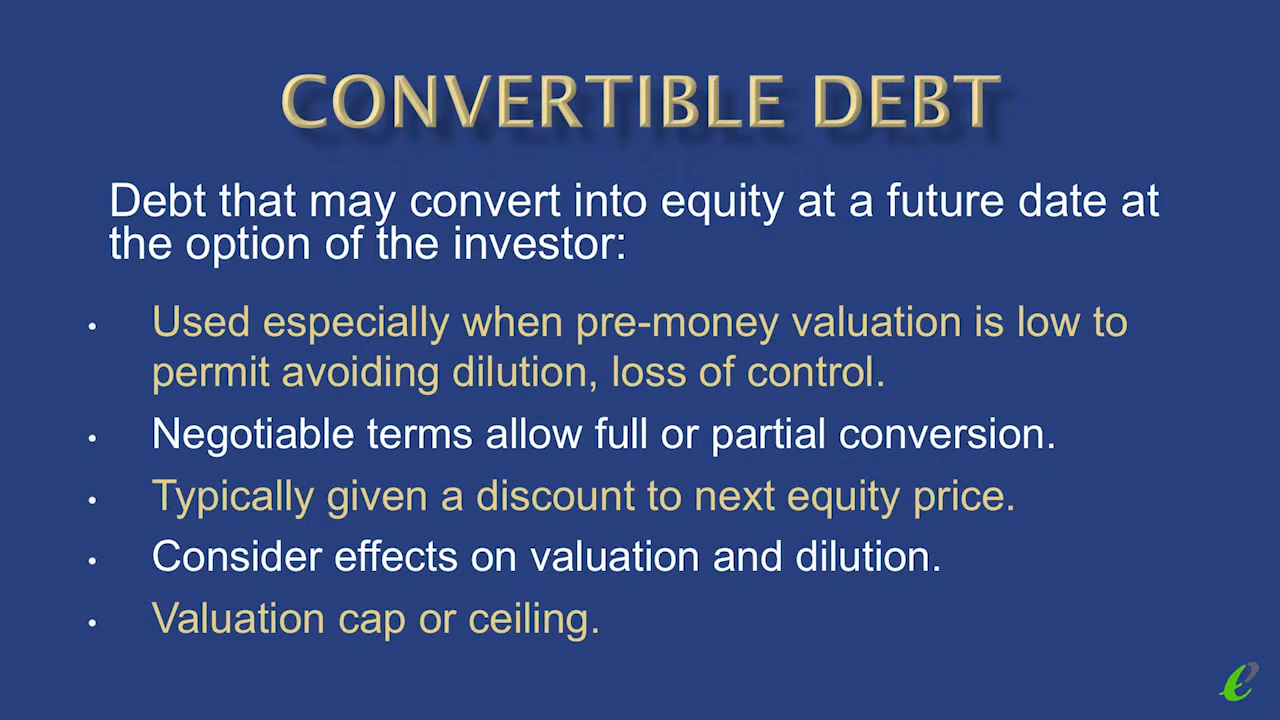 CONVERTIBLE DEBT
Debt that may convert into equity at a future date at
the option of the investor:
• Used especially when pre-money valuation is low to
permit avoiding dilution, loss of control.
• Negotiable terms allow full or partial conversion.
• Typically given a discount to next equity price.
• Consider effects on valuation and dilution.
• Valuation cap or ceiling.